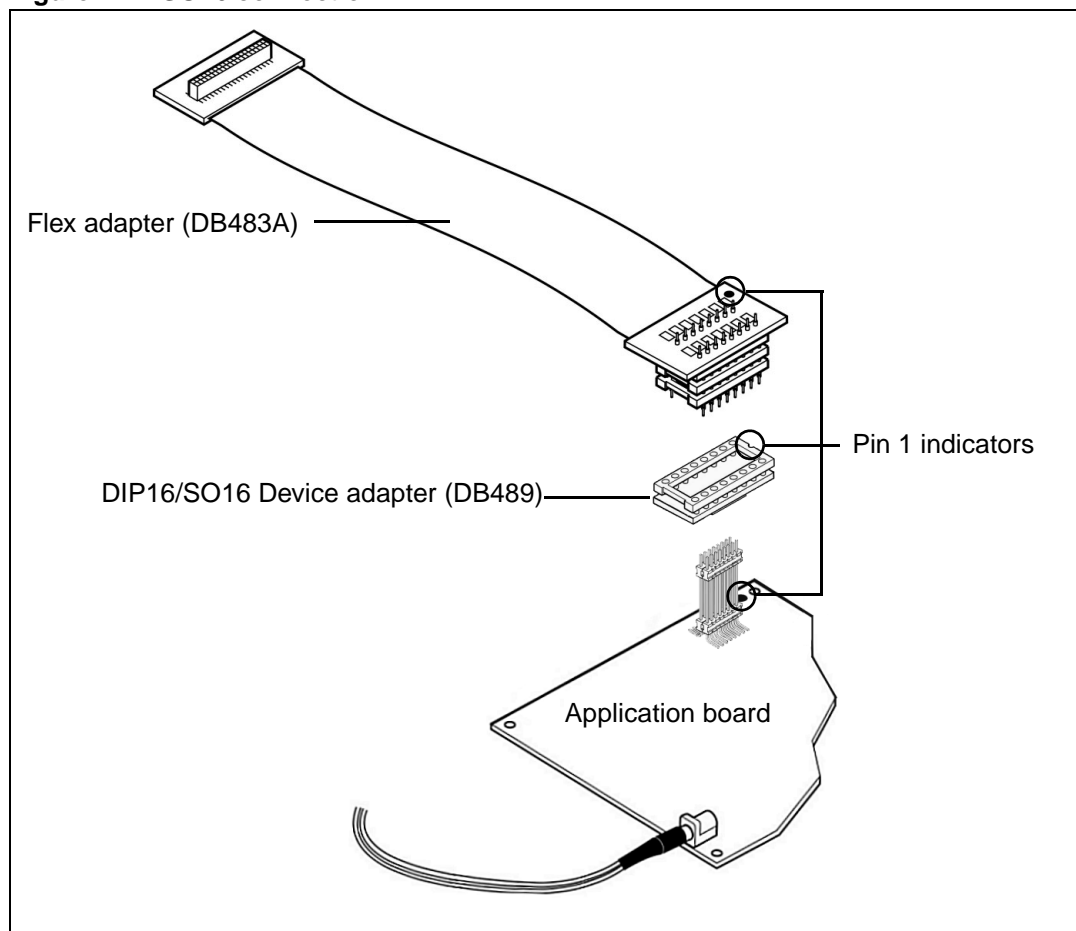 Flex adapter (DB483A)
Pin 1 indicators
DIP16/SO16 Device adapter (DB489)
Application board